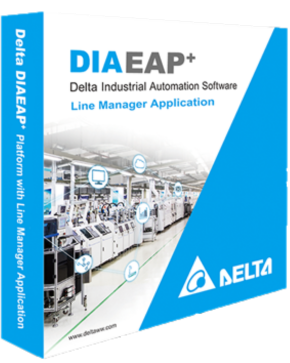 DIAEAP+
Delta Industrial Automation Software
Line Manager Application
Delta DIAEAP+ Platform with Line Manager Application
www.deltaww.com
DELTA